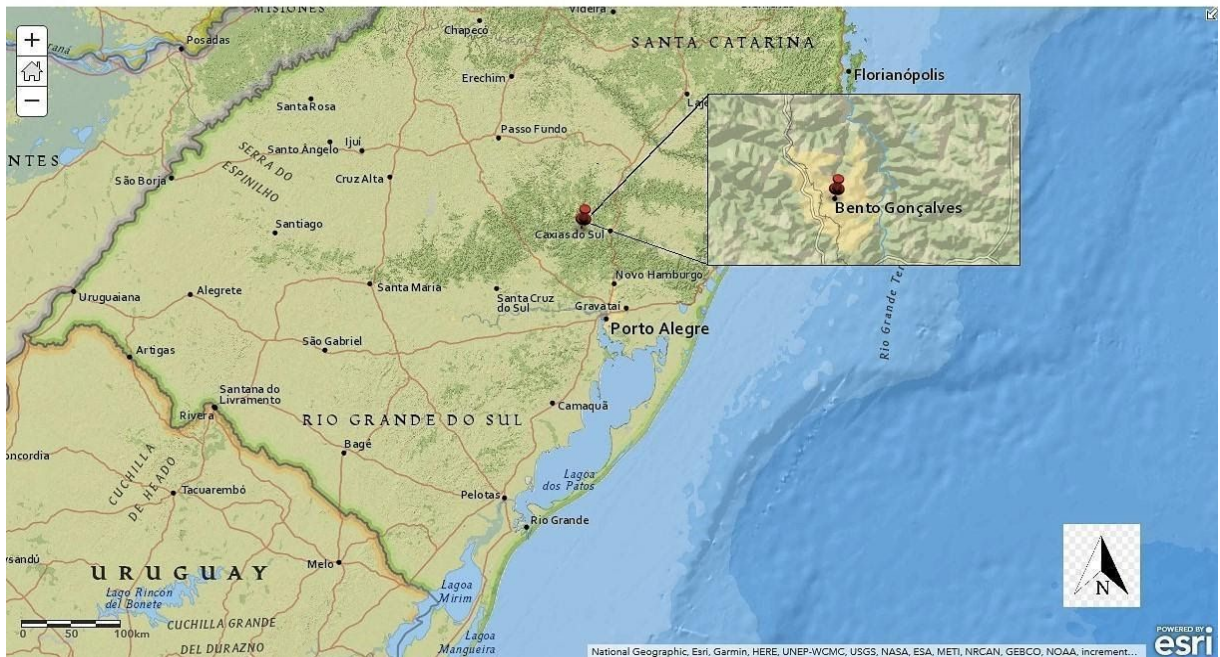 MISIONES
Videira
Chapecó
Posadas
SANTA CATARINA
Erechim
Florianópolis
Santa Rosa
Passo Fundo
Santo Ângelo
Ijuí
NTES
SERRA DO
ESPINILHO
São Borja
Cruz Alta
Bento Gonçalves
Santiago
Caxias do Sul
Novo Hamburgo
Uruguaiana
Alegrete
Santa Maria
Santa Cruz
do Sul
Gravataí
Porto Alegre
São Gabriel
Artigas
Santana do
Livramento
Rivera
Camaquã
RIO GRANDE DO SUL
Bagé
oncordia
CUCHILLA
DE HEADO
Tacuarembó
Lagoa
dos Patos
Pelotas
Rio Grande
Rio Grande Ter
ysandú
Melo
URUGUAY
Lago Rincón
del Bonete
Lagoa
Mirim
CUCHILLA GRANDE
DEL DURAZNO
Lagoa
Mangueira
0 50 100km
N
National Geographic, Esri, Garmin, HERE, UNEP-WCMC, USGS, NASA, ESA, METI, NRCAN, GEBCO, NOAA, increment...
POWERED BY
esri